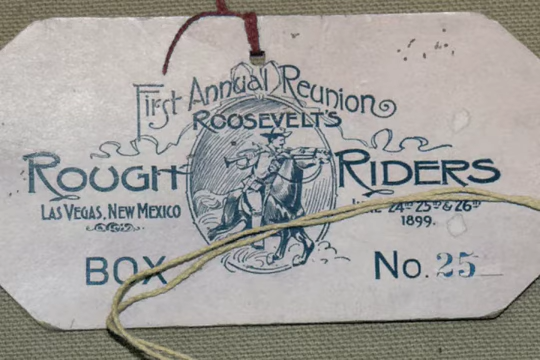 First Annual Reunion
ROOSEVELT'S
ROUGH RIDERS
LAS VEGAS, NEW MEXICO
JUNE 24TH 25TH & 26TH
1899.
BOX No. 25